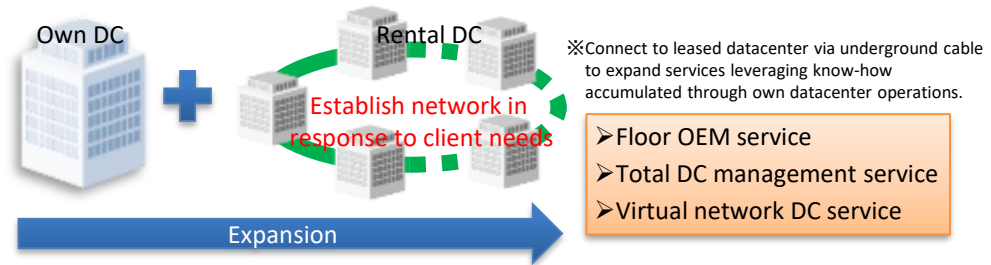 Own DC
Rental DC
Establish network in
response to client needs
Expansion
※Connect to leased datacenter via underground cable
to expand services leveraging know-how
accumulated through own datacenter operations.
➢Floor OEM service
➢Total DC management service
➢Virtual network DC service